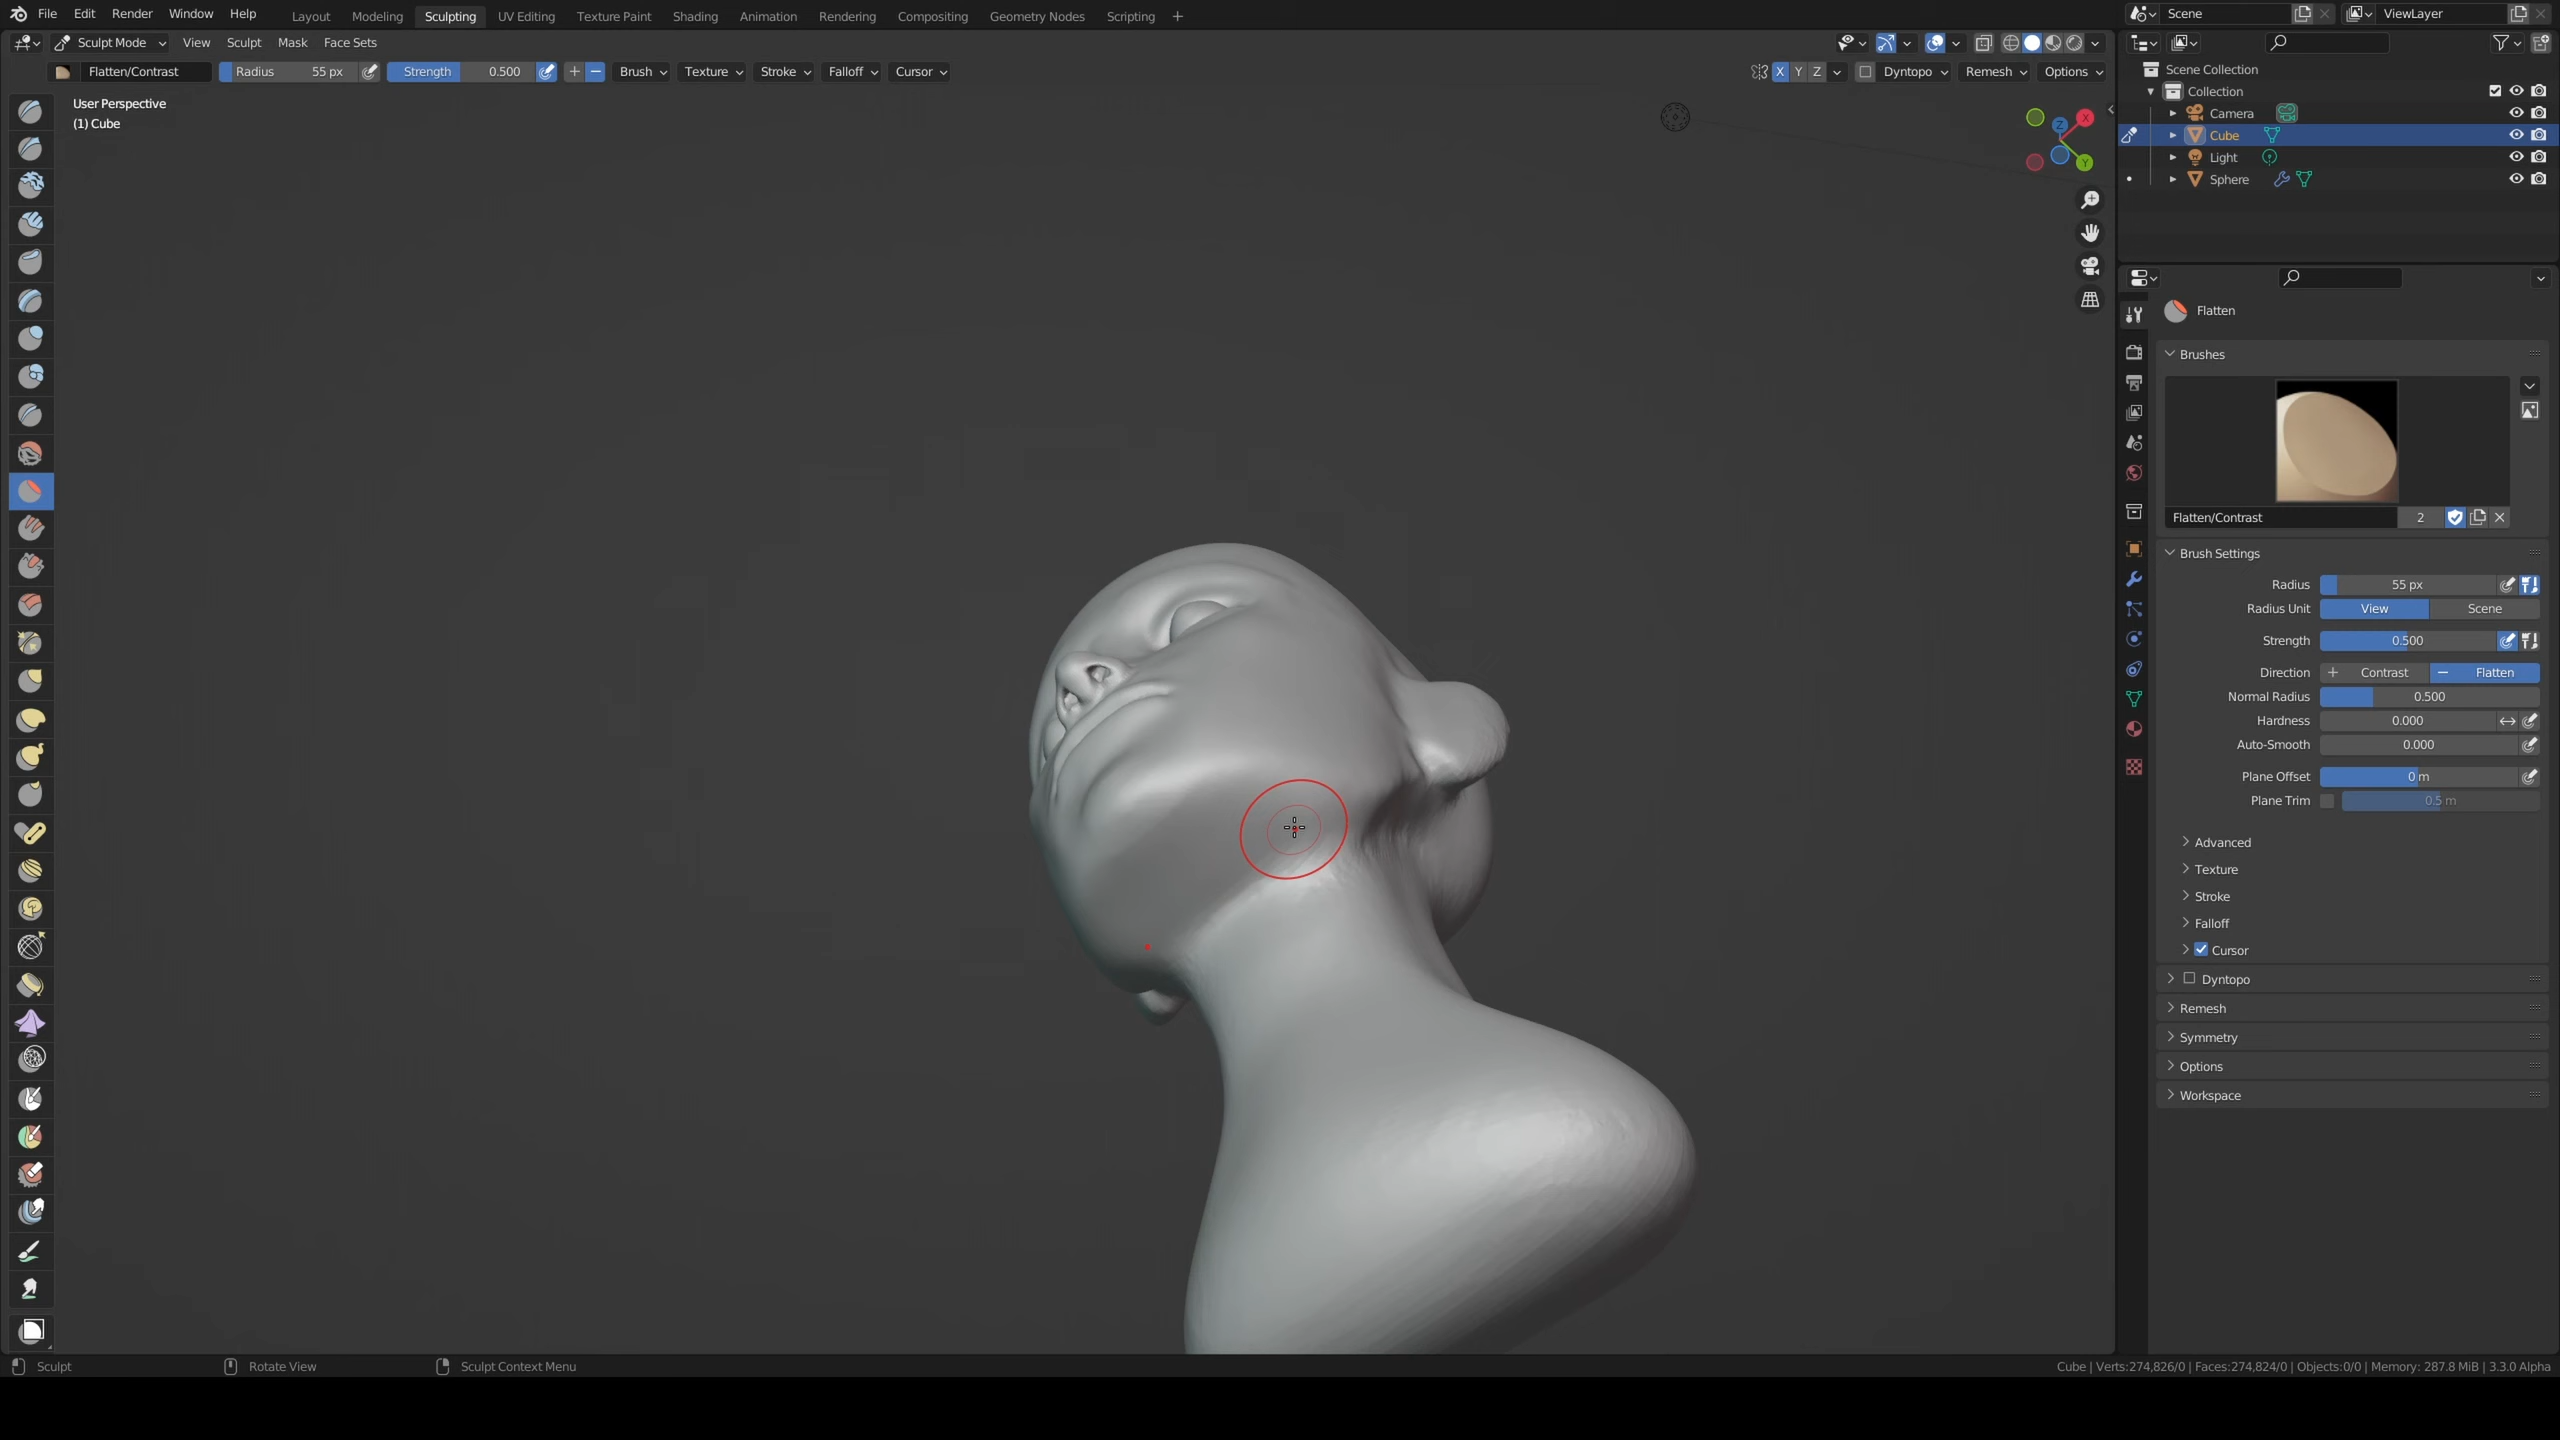 File Edit Render Window Help Layout Modeling Sculpting UV Editing Texture Paint Shading Animation Rendering Compositing Geometry Nodes Scripting + Scene ViewLayer
Sculpt Mode View Sculpt Mask Face Sets
Flatten/Contrast Radius 55 px Strength 0.500 + − Brush Texture Stroke Falloff Cursor X Y Z Dyntopo Remesh Options
User Perspective
(1) Cube
X
Z
Y
Scene Collection
Collection
Camera
Cube
Light
Sphere
Flatten
Brushes
Flatten/Contrast 2
Brush Settings
Radius 55 px
Radius Unit View Scene
Strength 0.500
Direction + Contrast − Flatten
Normal Radius 0.500
Hardness 0.000
Auto-Smooth 0.000
Plane Offset 0 m
Plane Trim 0.5 m
Advanced
Texture
Stroke
Falloff
Cursor
Dyntopo
Remesh
Symmetry
Options
Workspace
Sculpt Rotate View Sculpt Context Menu Cube | Verts:274,826/0 | Faces:274,824/0 | Objects:0/0 | Memory: 287.8 MiB | 3.3.0 Alpha